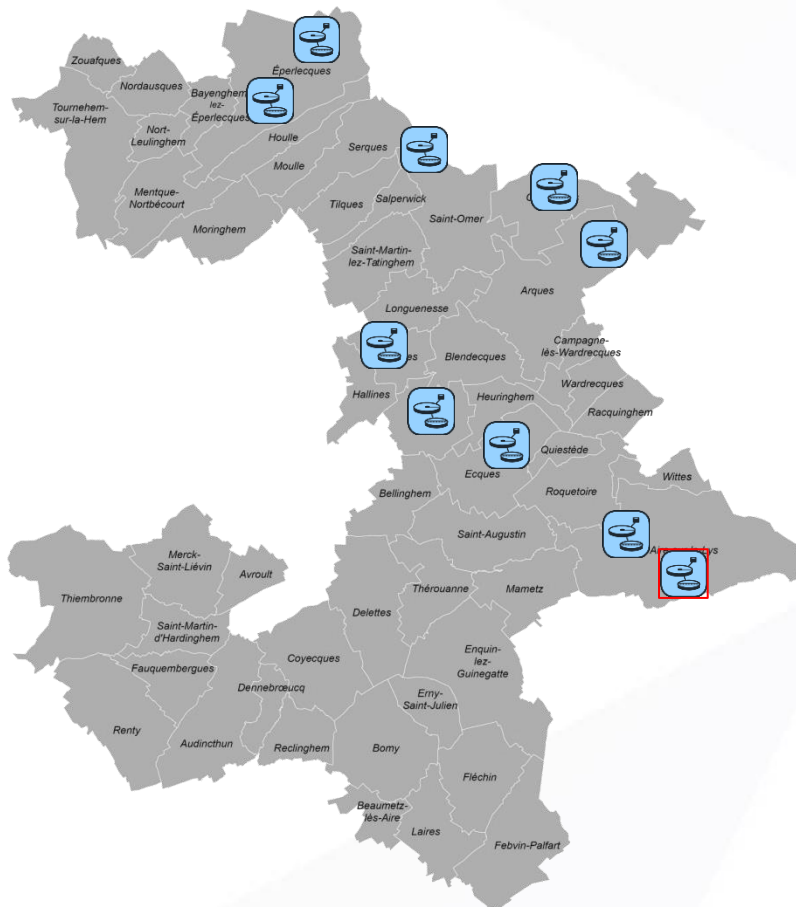 Zouafques
Nordausques
Éperlecques
Bayenghem
lez-
Éperlecques
Tournehem-
sur-la-Hem
Nort-
Leulinghem
Houlle
Moulle
Serques
Mentque-
Nortbécourt
Moringhem
Tilques
Salperwick
Saint-Omer
Saint-Martin-
lez-Tatinghem
Arques
Longuenesse
Blendecques
Campagne-
lès-Wardrecques
Hallines
Heuringhem
Wardrecques
Racquinghem
Quiestède
Ecques
Bellinghem
Roquetoire
Wittes
Saint-Augustin
Merck-
Saint-Liévin
Avroult
Thiembronne
Thérouanne
Mametz
Delettes
Saint-Martin-
d'Hardinghem
Coyecques
Enquin-
lez-
Guinegatte
Fauquembergues
Dennebrœucq
Erny-
Saint-Julien
Renty
Audincthun
Reclinghem
Bomy
Fléchin
Beaumetz-
lès-Aire
Laires
Febvin-Palfart